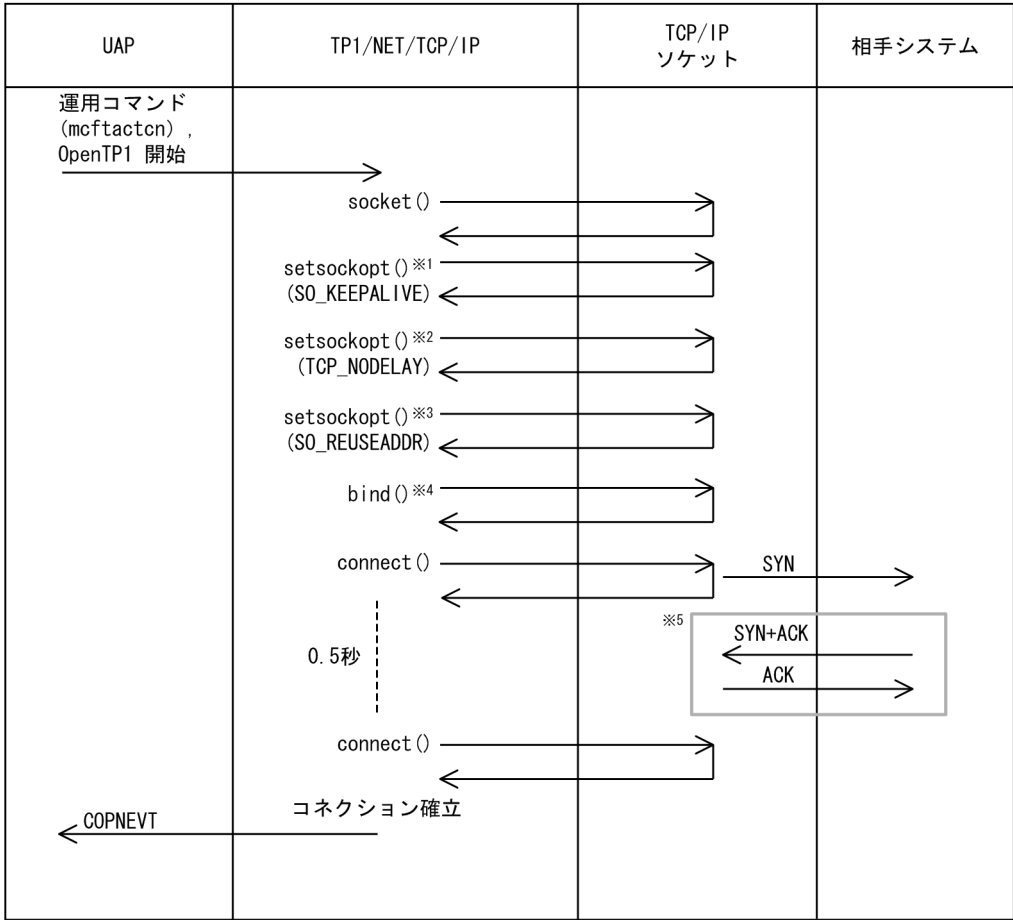 UAP
TP1/NET/TCP/IP
TCP/IP
ソケット
相手システム
運用コマンド
(mcftactcn),
OpenTP1 開始
socket()
setsockopt()※1
(SO_KEEPALIVE)
setsockopt()※2
(TCP_NODELAY)
setsockopt()※3
(SO_REUSEADDR)
bind()※4
connect()
SYN
※5
SYN+ACK
0.5秒
ACK
connect()
コネクション確立
COPNEVT